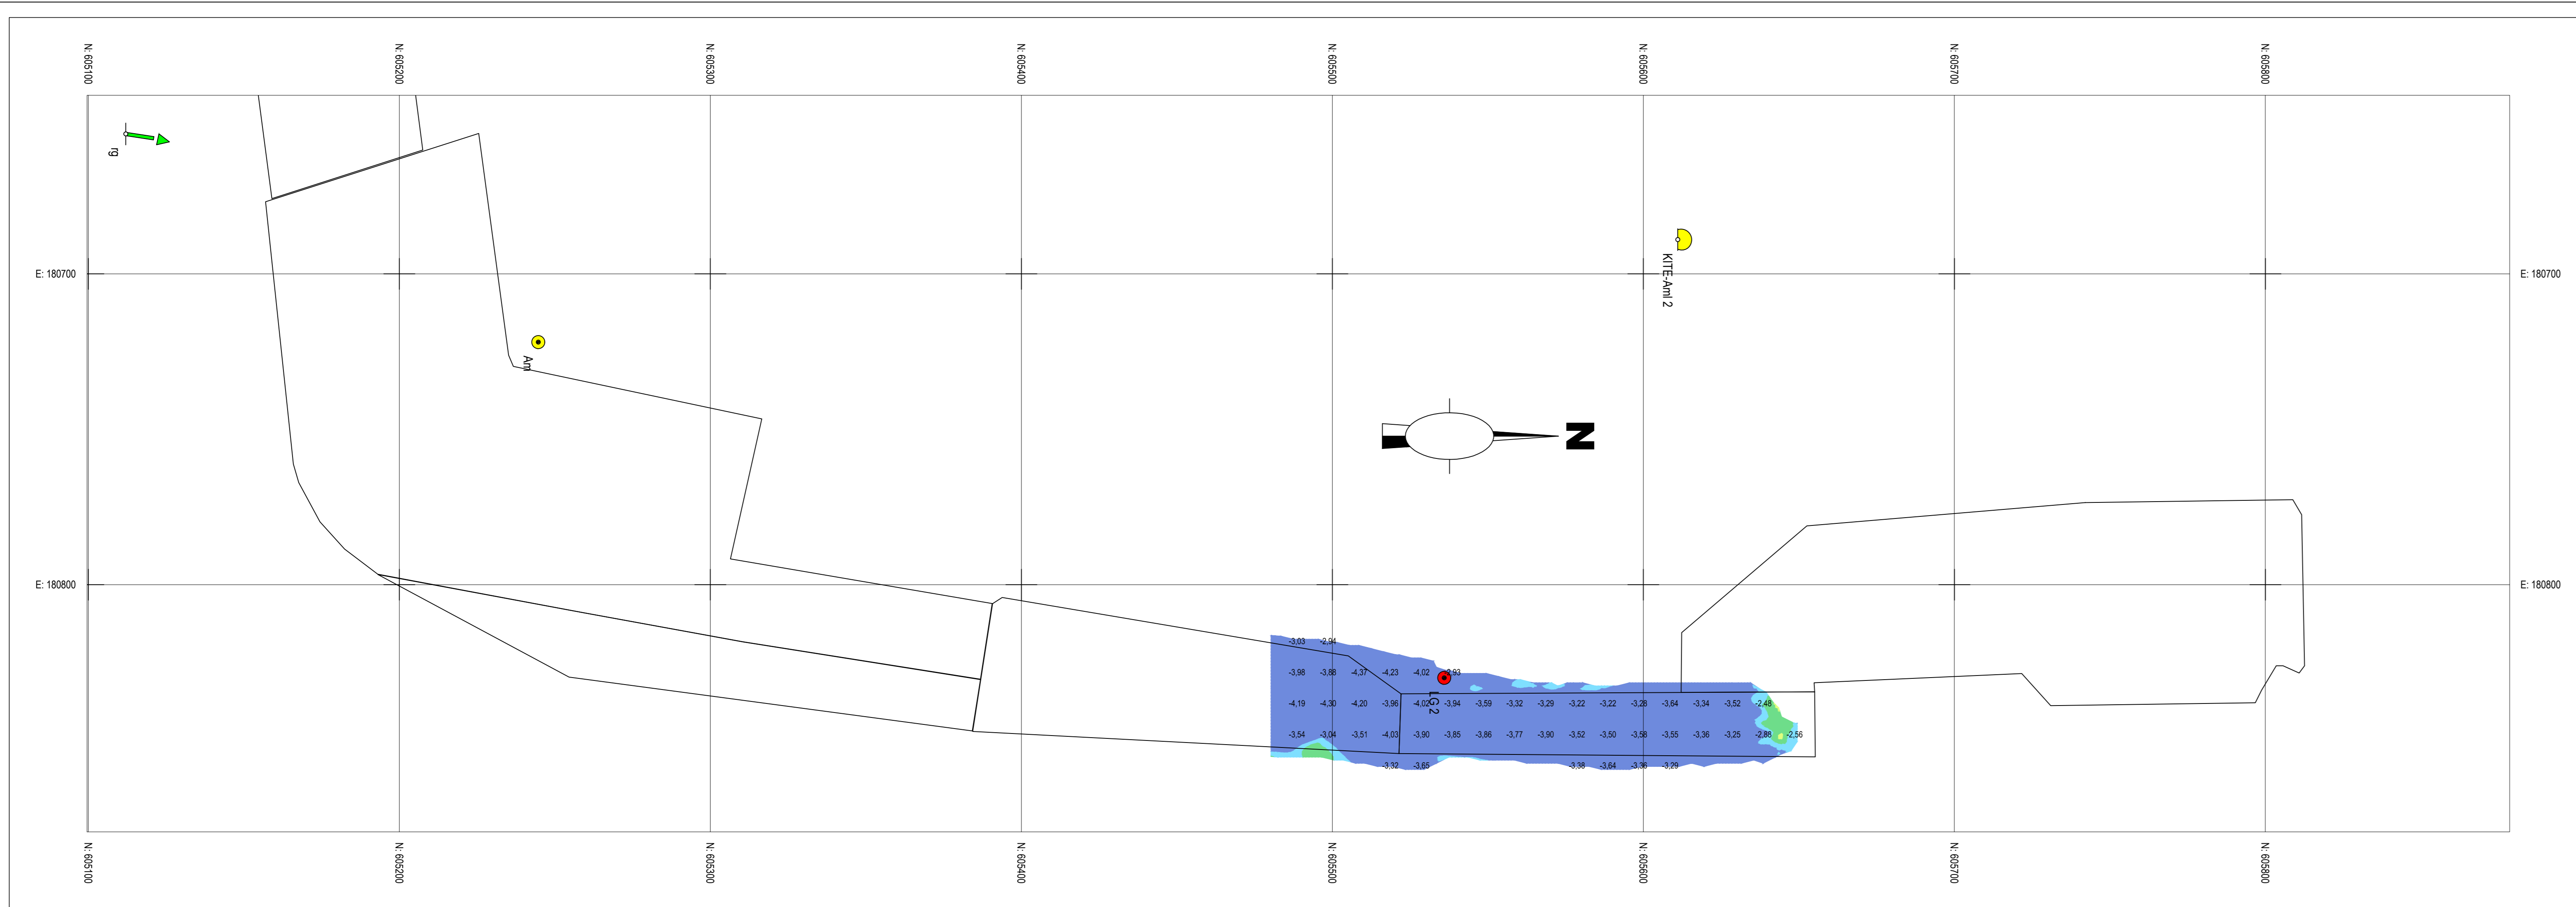 N: 605100 N: 605200 N: 605300 N: 605400 N: 605500 N: 605600 N: 605700 N: 605800
rg
E: 180700 E: 180700
KITE-Aml 2
Am
N
E: 180800 E: 180800
-3,03 -2,94
-3,98 -3,88 -4,37 -4,23 -4,02 -2,93
LG 2
-4,19 -4,30 -4,20 -3,96 -4,02 -3,94 -3,59 -3,32 -3,29 -3,22 -3,22 -3,28 -3,64 -3,34 -3,52 -2,48
-3,54 -3,04 -3,51 -4,03 -3,90 -3,85 -3,86 -3,77 -3,90 -3,52 -3,50 -3,58 -3,55 -3,36 -3,25 -2,86 -2,56
-3,32 -3,65 -3,38 -3,64 -3,36 -3,29
N: 605100 N: 605200 N: 605300 N: 605400 N: 605500 N: 605600 N: 605700 N: 605800